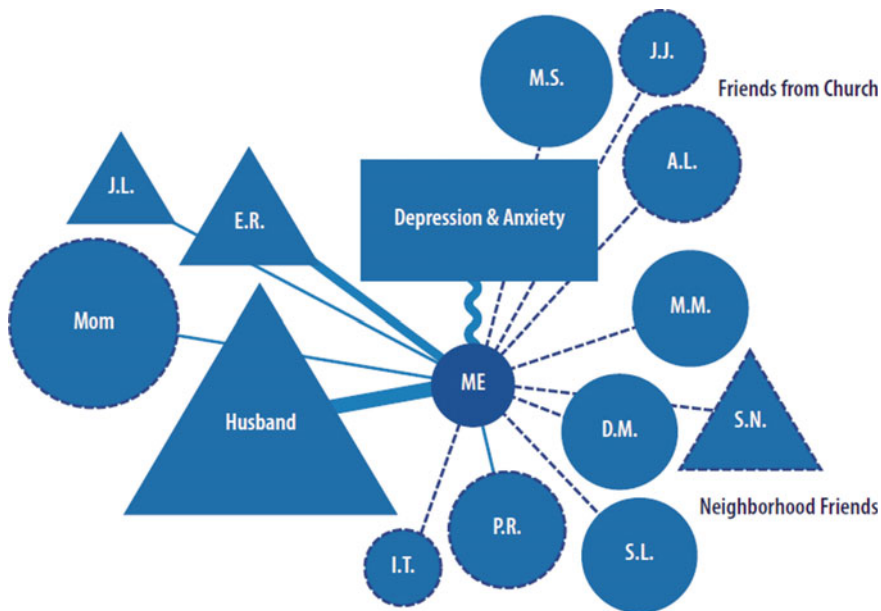 M.S.
J.J.
Friends from Church
A.L.
J.L.
E.R.
Depression & Anxiety
Mom
M.M.
ME
Husband
D.M.
S.N.
Neighborhood Friends
P.R.
I.T.
S.L.